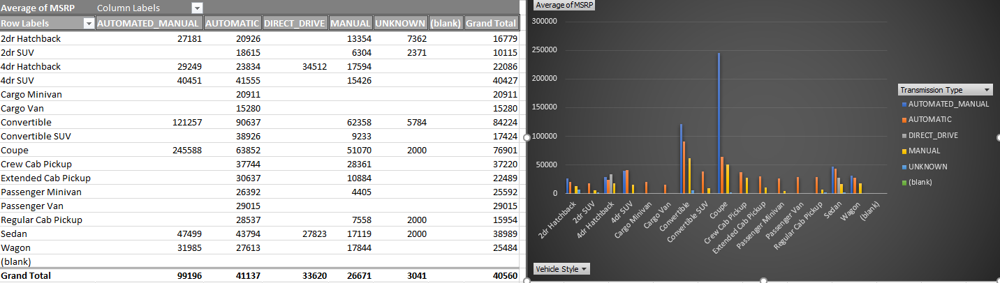 Average of MSRP Column Labels
Row Labels AUTOMATED_MANUAL AUTOMATIC DIRECT_DRIVE MANUAL UNKNOWN (blank) Grand Total
2dr Hatchback 27181 20926 13354 7362 16779
2dr SUV 18615 6304 2371 10115
4dr Hatchback 29249 23834 34512 17594 22086
4dr SUV 40451 41555 15426 40427
Cargo Minivan 20911 20911
Cargo Van 15280 15280
Convertible 121257 90637 62358 5784 84224
Convertible SUV 38926 9233 17424
Coupe 245588 63852 51070 2000 76901
Crew Cab Pickup 37744 28361 37220
Extended Cab Pickup 30637 10884 22489
Passenger Minivan 26392 4405 25592
Passenger Van 29015 29015
Regular Cab Pickup 28537 7558 2000 15954
Sedan 47499 43794 27823 17119 2000 38989
Wagon 31985 27613 17844 25484
(blank)
Grand Total 99196 41137 33620 26671 3041 40560
Average of MSRP
300000
250000
200000
150000
100000
50000
0
2dr Hatchback
2dr SUV
4dr Hatchback
4dr SUV
Cargo Minivan
Cargo Van
Convertible
Convertible SUV
Coupe
Crew Cab Pickup
Extended Cab Pickup
Passenger Minivan
Passenger Van
Regular Cab Pickup
Sedan
Wagon
(blank)
Transmission Type
AUTOMATED_MANUAL
AUTOMATIC
DIRECT_DRIVE
MANUAL
UNKNOWN
(blank)
Vehicle Style